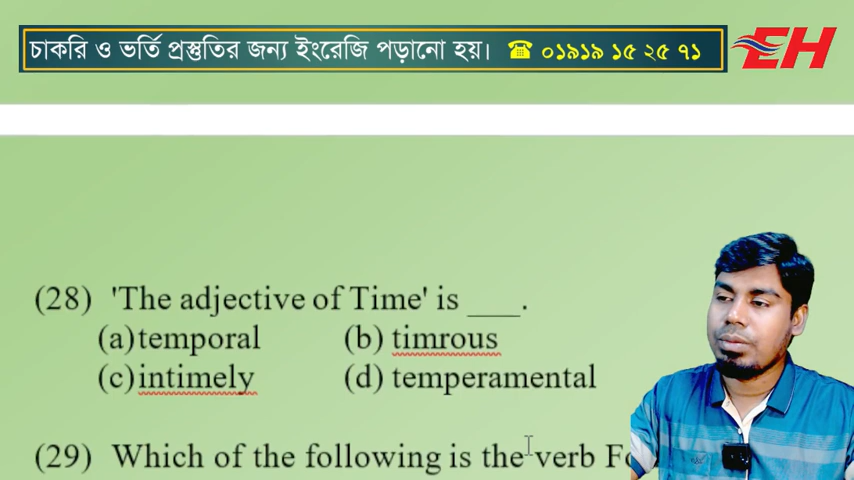 চাকরি ও ভর্তি প্রস্তুতির জন্য ইংরেজি পড়ানো হয়। ☎ ০১৯১৯ ১৫ ২৫ ৭১
EH
(28) 'The adjective of Time' is ___.
(a) temporal (b) timrous
(c) intimely (d) temperamental
(29) Which of the following is the verb